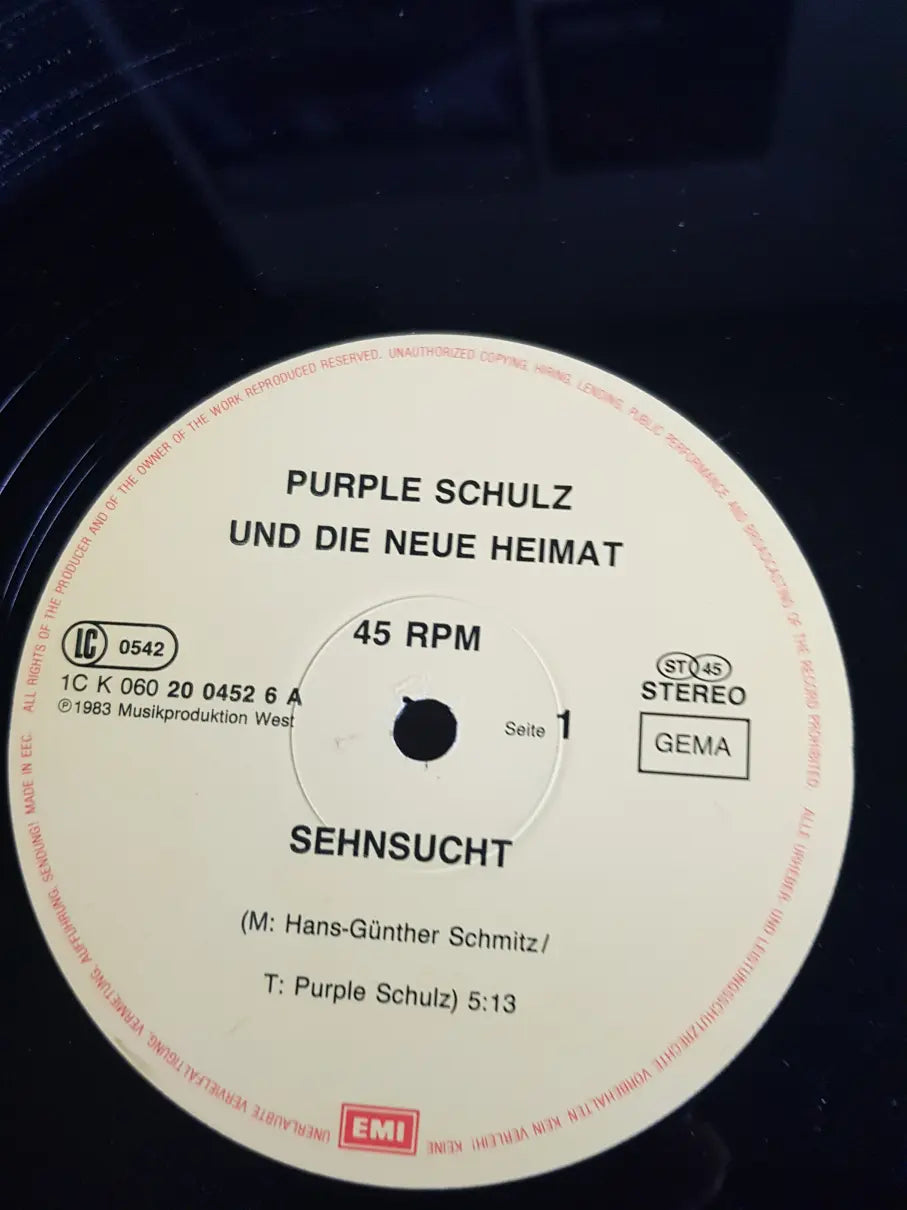 ALL RIGHTS OF THE PRODUCER AND OF THE OWNER OF THE WORK REPRODUCED RESERVED. UNAUTHORIZED COPYING, HIRING, LENDING, PUBLIC PERFORMANCE AND BROADCASTING OF THE RECORD PROHIBITED. ALLE URHEBER- UND LEISTUNGSSCHUTZRECHTE VORBEHALTEN KEIN VERLEIH! KEINE UNERLAUBTE VERVIELFÄLTIGUNG, VERMIETUNG, AUFFÜHRUNG, SENDUNG! MADE IN EEC.
PURPLE SCHULZ
UND DIE NEUE HEIMAT
45 RPM
LC 0542
1C K 060 20 0452 6 A
℗1983 Musikproduktion West
Seite 1
ST 45
STEREO
GEMA
SEHNSUCHT
(M: Hans-Günther Schmitz/
T: Purple Schulz) 5:13
EMI